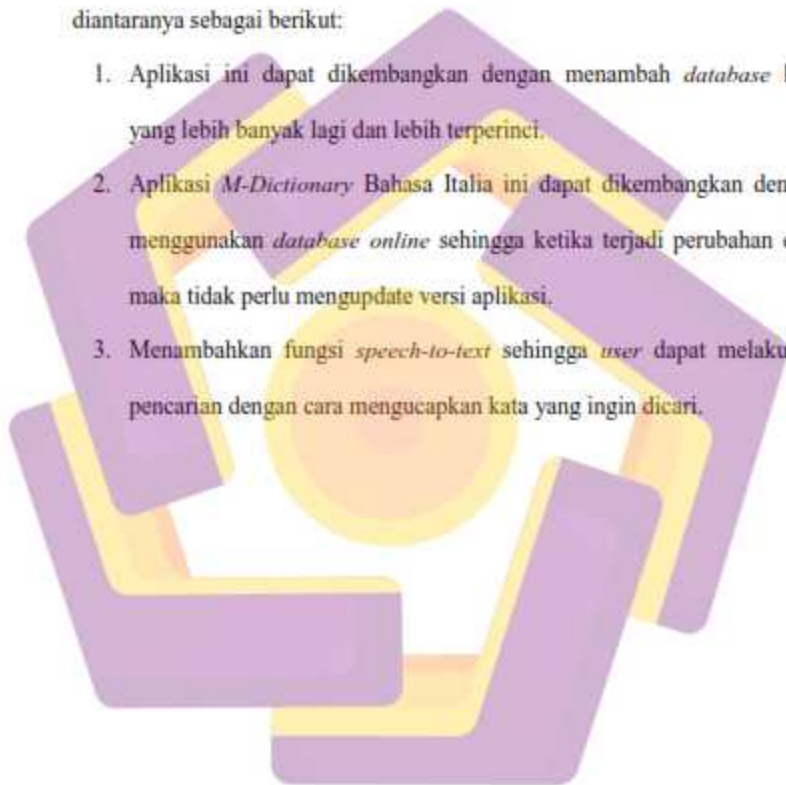 diantaranya sebagai berikut:
1. Aplikasi ini dapat dikembangkan dengan menambah database
yang lebih banyak lagi dan lebih terperinci.
2. Aplikasi M-Dictionary Bahasa Italia ini dapat dikembangkan
menggunakan database online sehingga ketika terjadi perubahan
maka tidak perlu mengupdate versi aplikasi.
3. Menambahkan fungsi speech-to-text sehingga user dapat
pencarian dengan cara mengucapkan kata yang ingin dicari.